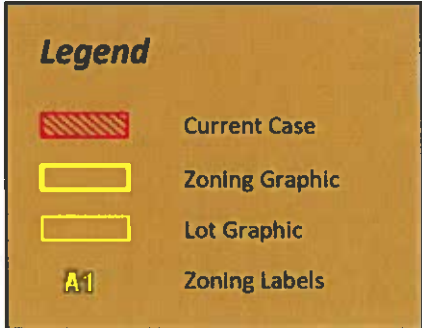 Legend
Current Case
Zoning Graphic
Lot Graphic
A1 Zoning Labels